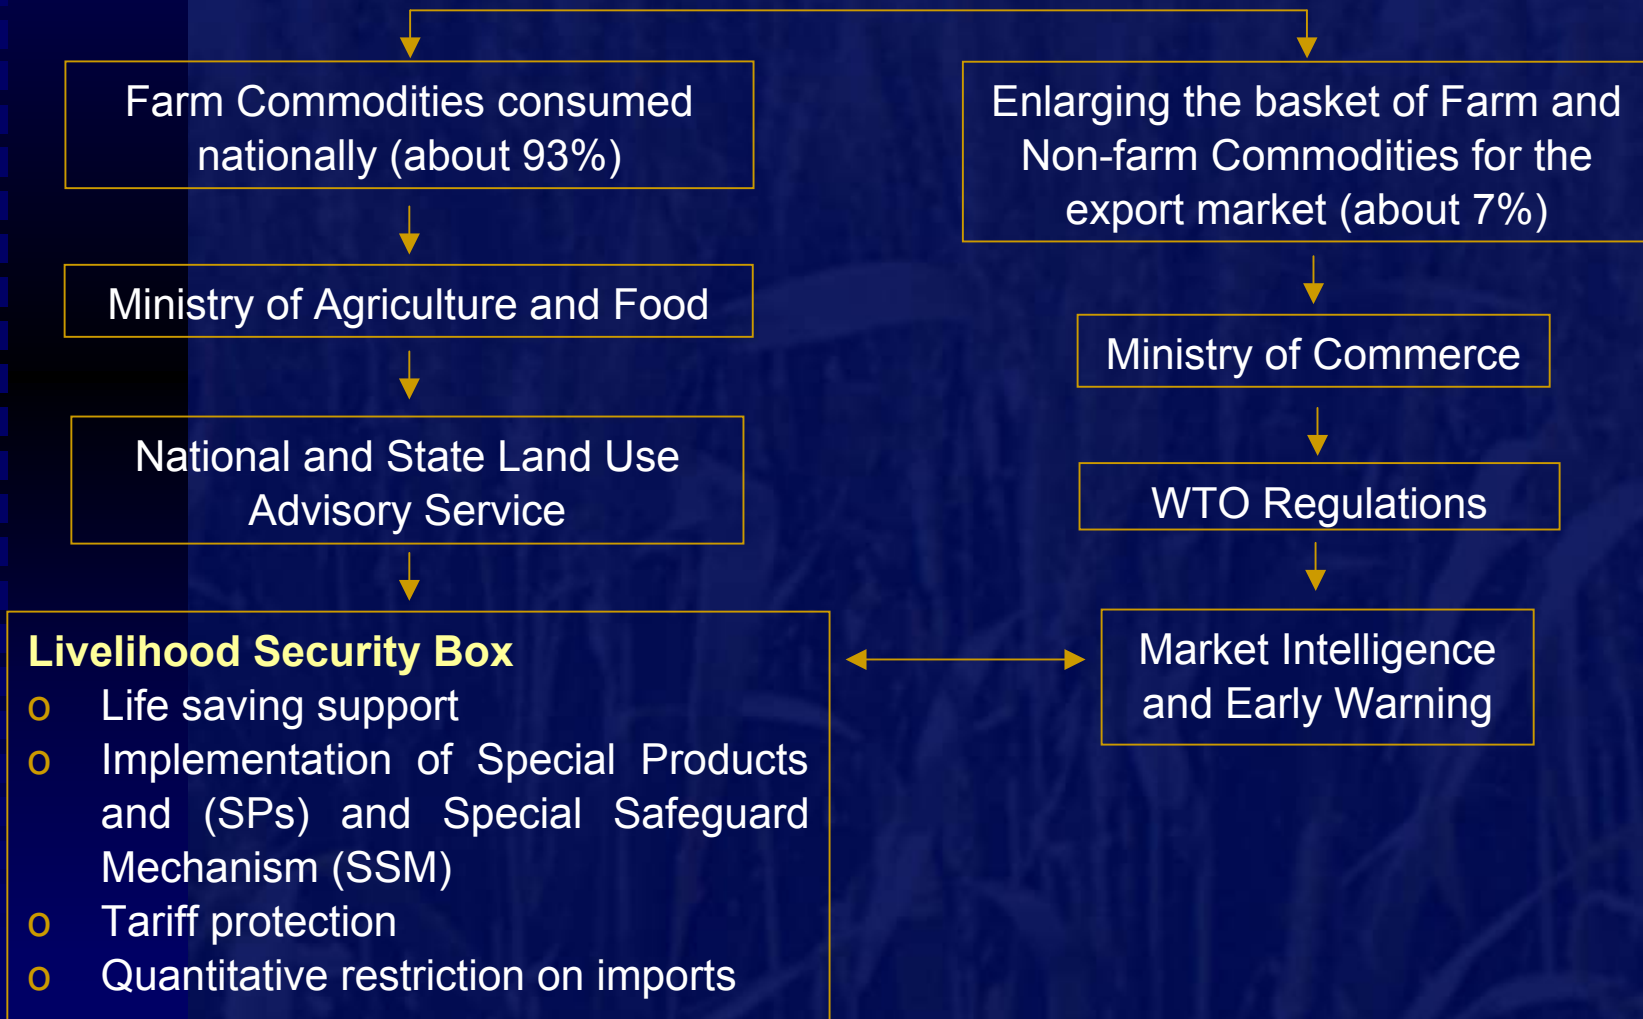 Farm Commodities consumed
nationally (about 93%)
Ministry of Agriculture and Food
National and State Land Use
Advisory Service
Livelihood Security Box
o Life saving support
o Implementation of Special Products
and (SPs) and Special Safeguard
Mechanism (SSM)
o Tariff protection
o Quantitative restriction on imports
Enlarging the basket of Farm and
Non-farm Commodities for the
export market (about 7%)
Ministry of Commerce
WTO Regulations
Market Intelligence
and Early Warning